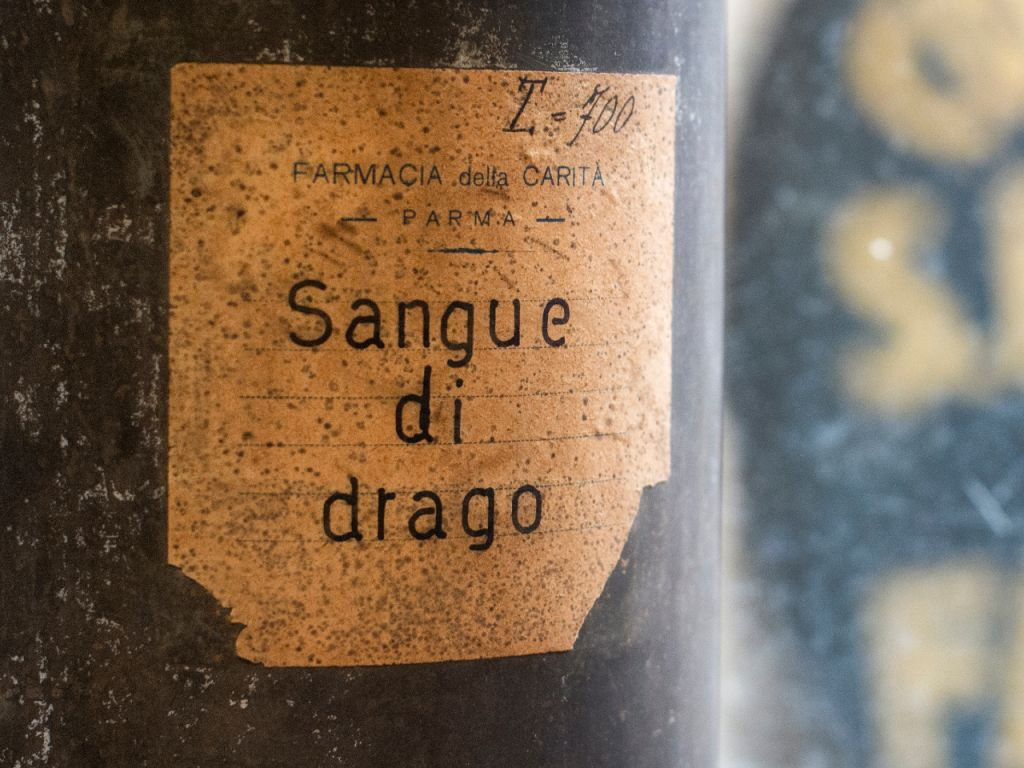 I - 700
FARMACIA della CARITÀ
— PARMA —
Sangue
di
drago